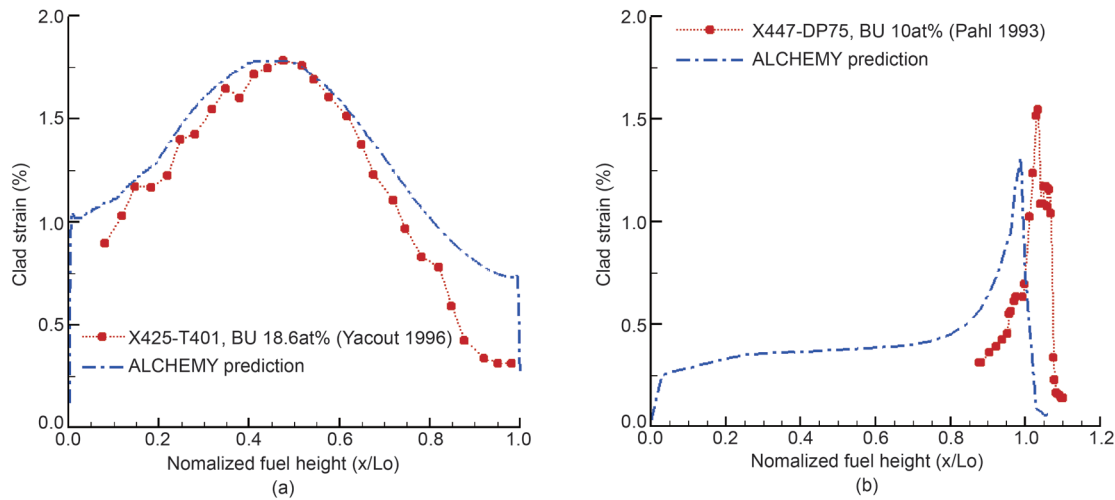 2.0
1.5
1.0
0.5
0.0
Clad strain (%)
X425-T401, BU 18.6at% (Yacout 1996)
ALCHEMY prediction
0.0 0.2 0.4 0.6 0.8 1.0
Nomalized fuel height (x/Lo)
(a)
2.0
1.5
1.0
0.5
0.0
Clad strain (%)
X447-DP75, BU 10at% (Pahl 1993)
ALCHEMY prediction
0.0 0.2 0.4 0.6 0.8 1.0 1.2
Nomalized fuel height (x/Lo)
(b)